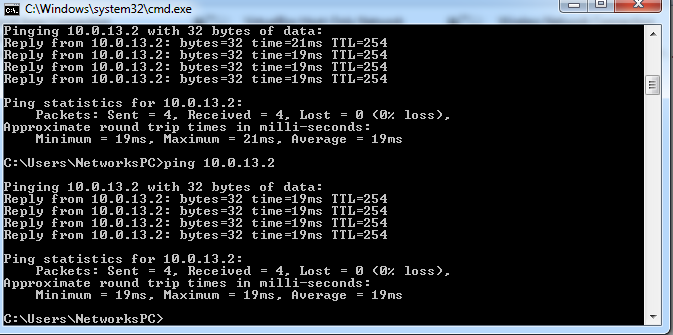 C:\Windows\system32\cmd.exe
Pinging 10.0.13.2 with 32 bytes of data:
Reply from 10.0.13.2: bytes=32 time=21ms TTL=254
Reply from 10.0.13.2: bytes=32 time=19ms TTL=254
Reply from 10.0.13.2: bytes=32 time=19ms TTL=254
Reply from 10.0.13.2: bytes=32 time=19ms TTL=254
Ping statistics for 10.0.13.2:
Packets: Sent = 4, Received = 4, Lost = 0 (0% loss),
Approximate round trip times in milli-seconds:
Minimum = 19ms, Maximum = 21ms, Average = 19ms
C:\Users\NetworksPC>ping 10.0.13.2
Pinging 10.0.13.2 with 32 bytes of data:
Reply from 10.0.13.2: bytes=32 time=19ms TTL=254
Reply from 10.0.13.2: bytes=32 time=19ms TTL=254
Reply from 10.0.13.2: bytes=32 time=19ms TTL=254
Reply from 10.0.13.2: bytes=32 time=19ms TTL=254
Ping statistics for 10.0.13.2:
Packets: Sent = 4, Received = 4, Lost = 0 (0% loss),
Approximate round trip times in milli-seconds:
Minimum = 19ms, Maximum = 19ms, Average = 19ms
C:\Users\NetworksPC>